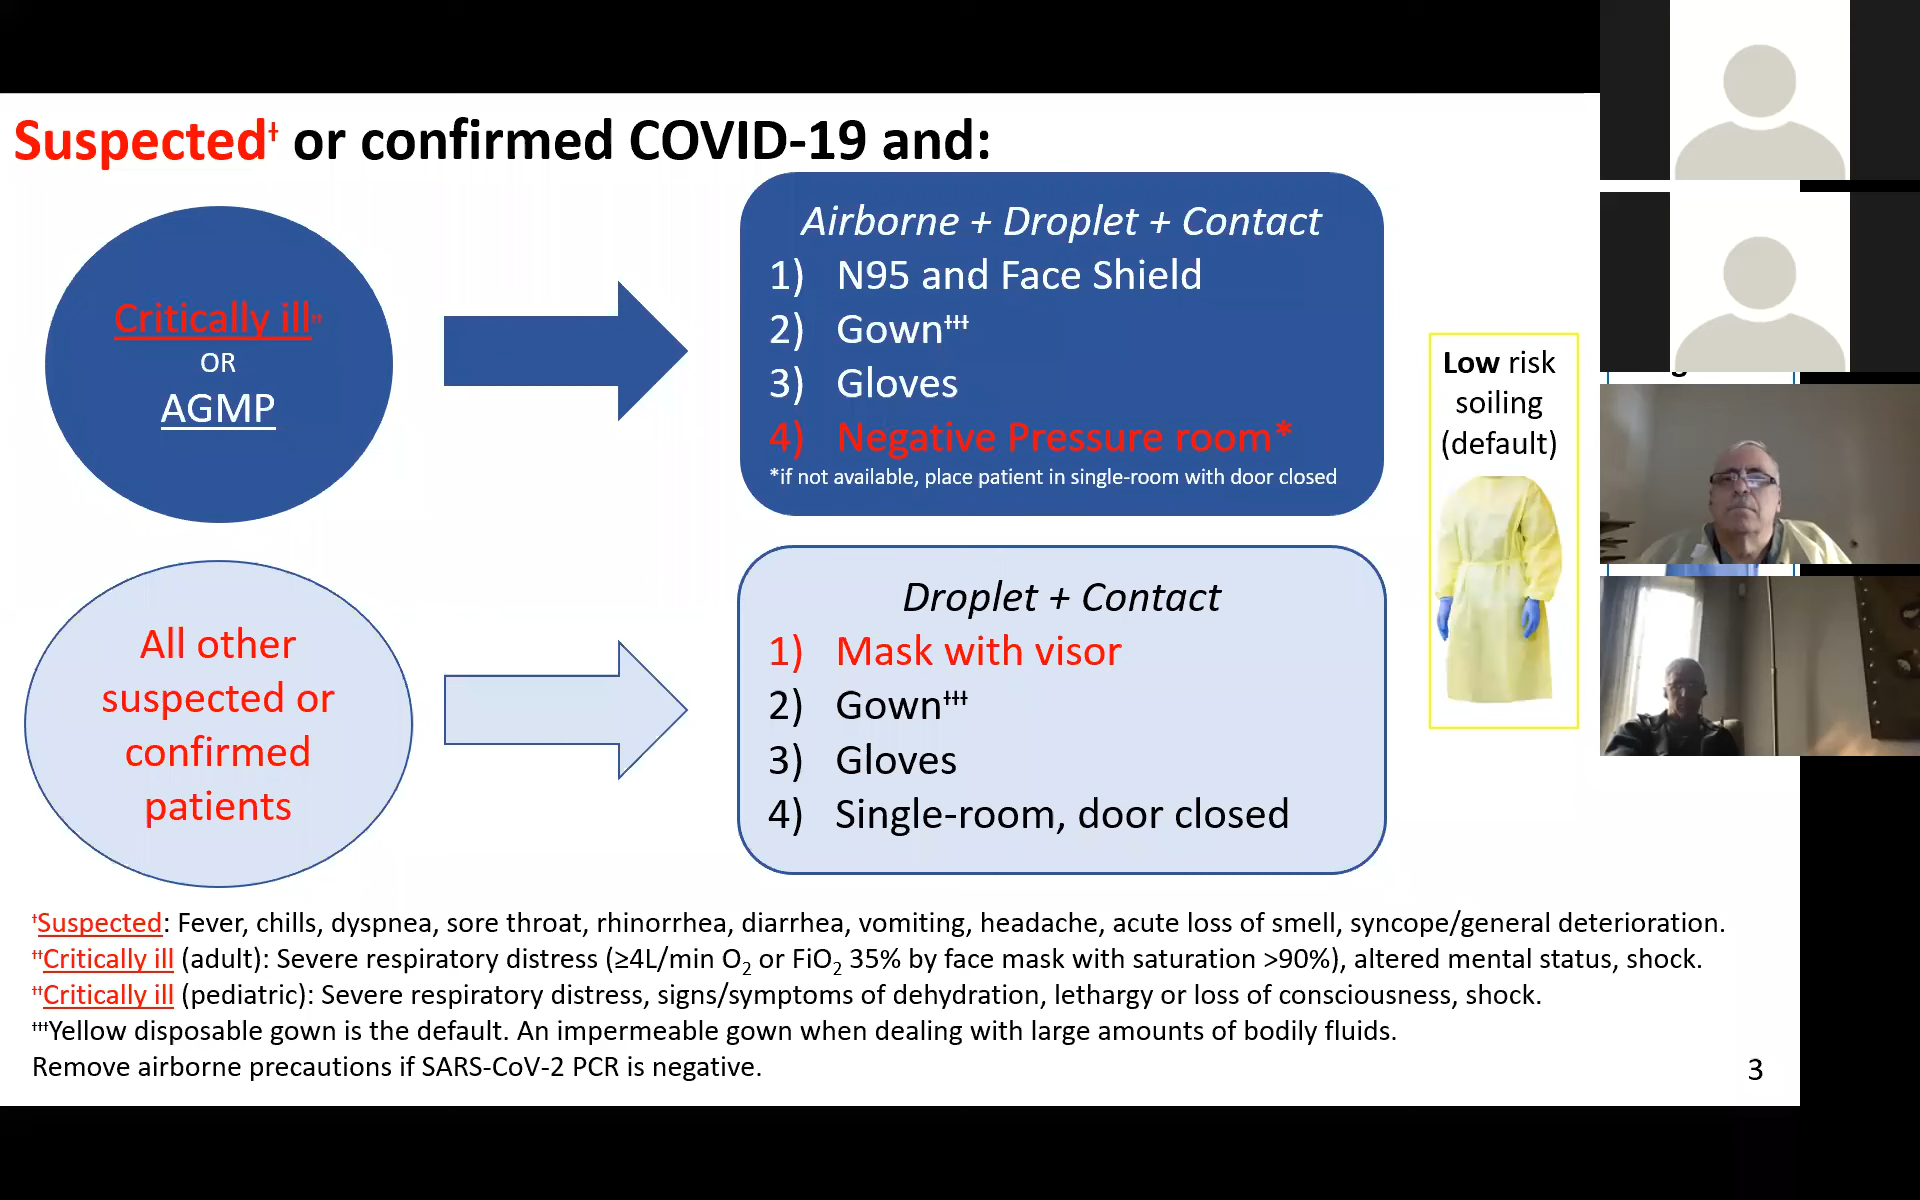 Suspected† or confirmed COVID-19 and:
Critically ill††
OR
AGMP
Airborne + Droplet + Contact
1) N95 and Face Shield
2) Gown†††
3) Gloves
4) Negative Pressure room*
*if not available, place patient in single-room with door closed
Low risk
soiling
(default)
All other
suspected or
confirmed
patients
Droplet + Contact
1) Mask with visor
2) Gown†††
3) Gloves
4) Single-room, door closed
†Suspected: Fever, chills, dyspnea, sore throat, rhinorrhea, diarrhea, vomiting, headache, acute loss of smell, syncope/general deterioration.
††Critically ill (adult): Severe respiratory distress (≥4L/min O₂ or FiO₂ 35% by face mask with saturation >90%), altered mental status, shock.
††Critically ill (pediatric): Severe respiratory distress, signs/symptoms of dehydration, lethargy or loss of consciousness, shock.
†††Yellow disposable gown is the default. An impermeable gown when dealing with large amounts of bodily fluids.
Remove airborne precautions if SARS-CoV-2 PCR is negative.
3